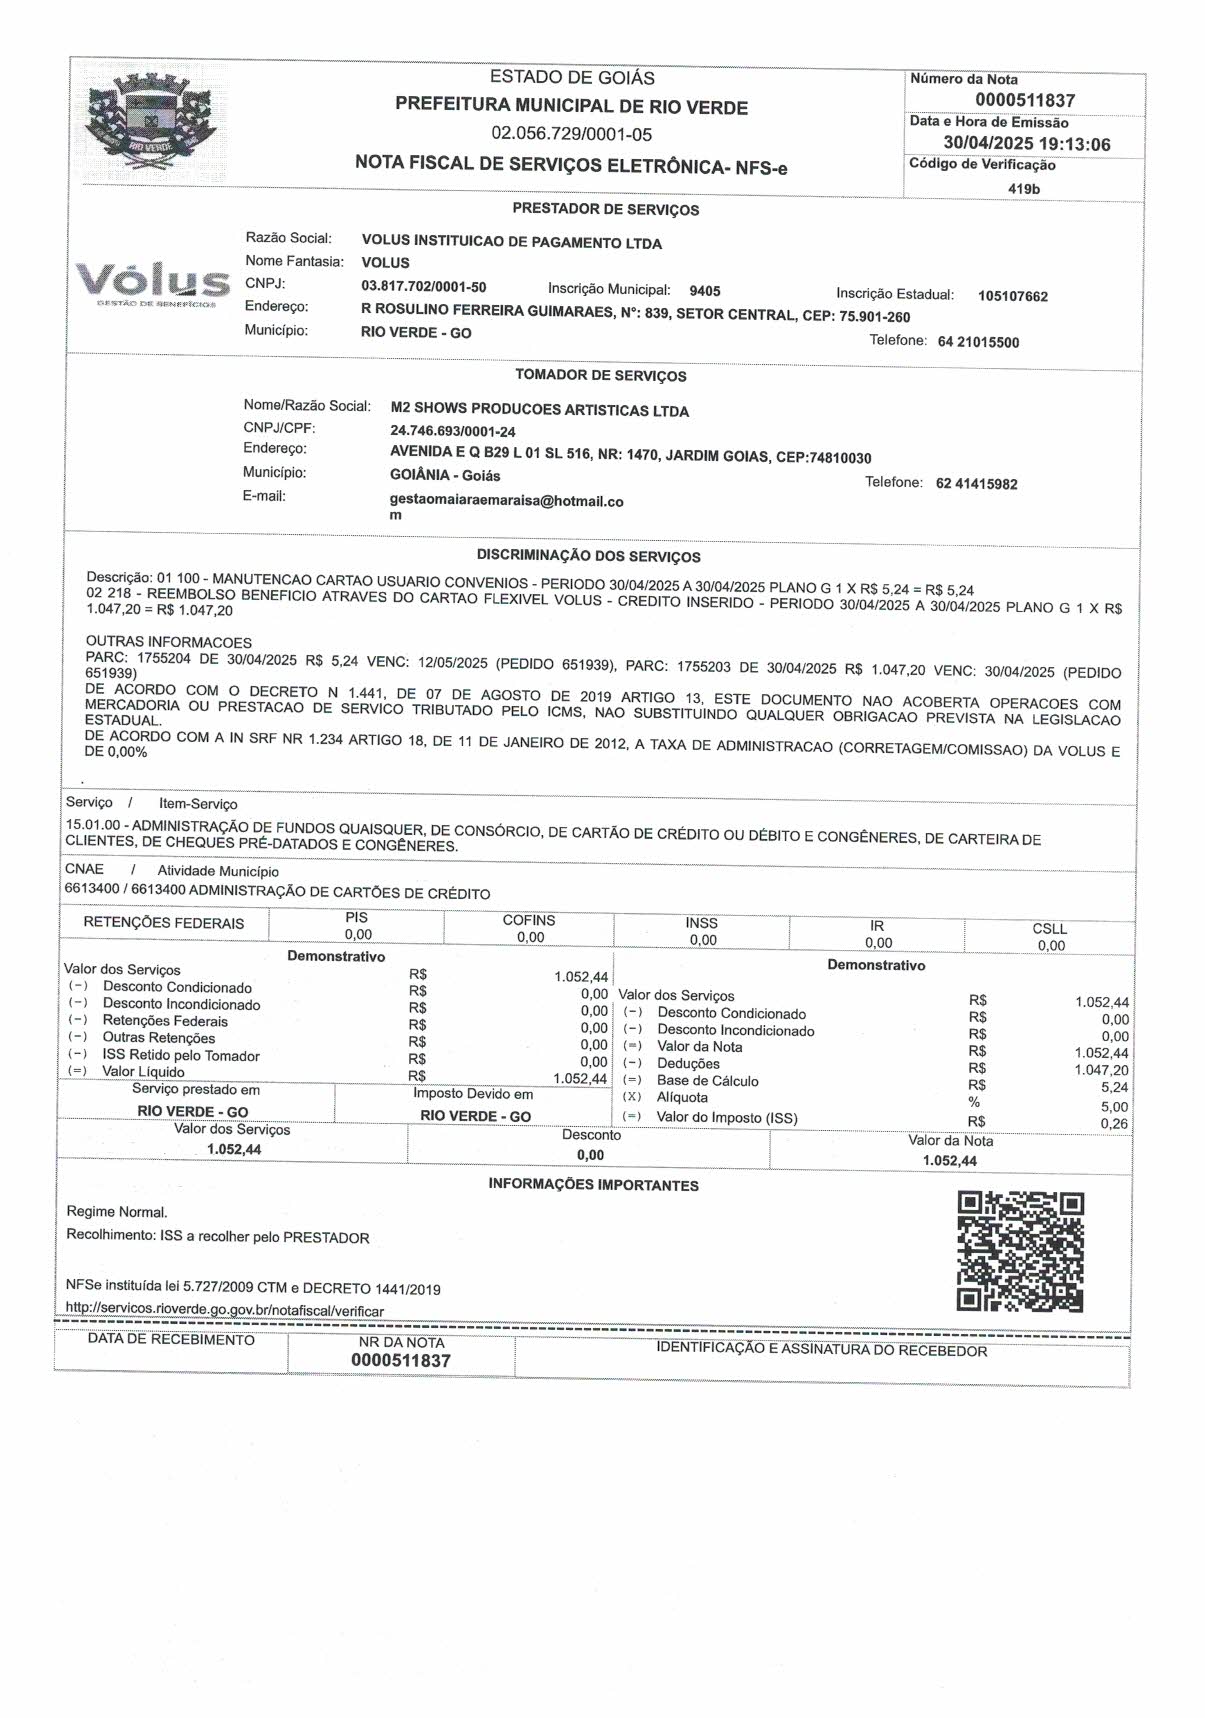 ESTADO DE GOIÁS
PREFEITURA MUNICIPAL DE RIO VERDE
02.056.729/0001-05
NOTA FISCAL DE SERVIÇOS ELETRÔNICA- NFS-e
Número da Nota
0000511837
Data e Hora de Emissão
30/04/2025 19:13:06
Código de Verificação
419b
RIO VERDE
PRESTADOR DE SERVIÇOS
Vólus
GESTÃO DE BENEFÍCIOS
Razão Social: VOLUS INSTITUICAO DE PAGAMENTO LTDA
Nome Fantasia: VOLUS
CNPJ: 03.817.702/0001-50 Inscrição Municipal: 9405 Inscrição Estadual: 105107662
Endereço: R ROSULINO FERREIRA GUIMARAES, N°: 839, SETOR CENTRAL, CEP: 75.901-260
Município: RIO VERDE - GO Telefone: 64 21015500
TOMADOR DE SERVIÇOS
Nome/Razão Social: M2 SHOWS PRODUCOES ARTISTICAS LTDA
CNPJ/CPF: 24.746.693/0001-24
Endereço: AVENIDA E Q B29 L 01 SL 516, NR: 1470, JARDIM GOIAS, CEP:74810030
Município: GOIÂNIA - Goiás Telefone: 62 41415982
E-mail: gestaomaiaraemaraisa@hotmail.co
m
DISCRIMINAÇÃO DOS SERVIÇOS
Descrição: 01 100 - MANUTENCAO CARTAO USUARIO CONVENIOS - PERIODO 30/04/2025 A 30/04/2025 PLANO G 1 X R$ 5,24 = R$ 5,24
02 218 - REEMBOLSO BENEFICIO ATRAVES DO CARTAO FLEXIVEL VOLUS - CREDITO INSERIDO - PERIODO 30/04/2025 A 30/04/2025 PLANO G 1 X R$
1.047,20 = R$ 1.047,20
OUTRAS INFORMACOES
PARC: 1755204 DE 30/04/2025 R$ 5,24 VENC: 12/05/2025 (PEDIDO 651939), PARC: 1755203 DE 30/04/2025 R$ 1.047,20 VENC: 30/04/2025 (PEDIDO
651939)
DE ACORDO COM O DECRETO N 1.441, DE 07 DE AGOSTO DE 2019 ARTIGO 13, ESTE DOCUMENTO NAO ACOBERTA OPERACOES COM
MERCADORIA OU PRESTACAO DE SERVICO TRIBUTADO PELO ICMS, NAO SUBSTITUINDO QUALQUER OBRIGACAO PREVISTA NA LEGISLACAO
ESTADUAL.
DE ACORDO COM A IN SRF NR 1.234 ARTIGO 18, DE 11 DE JANEIRO DE 2012, A TAXA DE ADMINISTRACAO (CORRETAGEM/COMISSAO) DA VOLUS E
DE 0,00%
.
Serviço / Item-Serviço
15.01.00 - ADMINISTRAÇÃO DE FUNDOS QUAISQUER, DE CONSÓRCIO, DE CARTÃO DE CRÉDITO OU DÉBITO E CONGÊNERES, DE CARTEIRA DE
CLIENTES, DE CHEQUES PRÉ-DATADOS E CONGÊNERES.
CNAE / Atividade Município
6613400 / 6613400 ADMINISTRAÇÃO DE CARTÕES DE CRÉDITO
RETENÇÕES FEDERAIS PIS COFINS INSS IR CSLL
0,00 0,00 0,00 0,00 0,00
Demonstrativo
Valor dos Serviços R$ 1.052,44
(-) Desconto Condicionado R$ 0,00
(-) Desconto Incondicionado R$ 0,00
(-) Retenções Federais R$ 0,00
(-) Outras Retenções R$ 0,00
(-) ISS Retido pelo Tomador R$ 0,00
(=) Valor Líquido R$ 1.052,44
Demonstrativo
Valor dos Serviços R$ 1.052,44
(-) Desconto Condicionado R$ 0,00
(-) Desconto Incondicionado R$ 0,00
(=) Valor da Nota R$ 1.052,44
(-) Deduções R$ 1.047,20
(=) Base de Cálculo R$ 5,24
(X) Alíquota % 5,00
(=) Valor do Imposto (ISS) R$ 0,26
Serviço prestado em Imposto Devido em
RIO VERDE - GO RIO VERDE - GO
Valor dos Serviços Desconto Valor da Nota
1.052,44 0,00 1.052,44
INFORMAÇÕES IMPORTANTES
Regime Normal.
Recolhimento: ISS a recolher pelo PRESTADOR
NFSe instituída lei 5.727/2009 CTM e DECRETO 1441/2019
http://servicos.rioverde.go.gov.br/notafiscal/verificar
DATA DE RECEBIMENTO NR DA NOTA IDENTIFICAÇÃO E ASSINATURA DO RECEBEDOR
0000511837